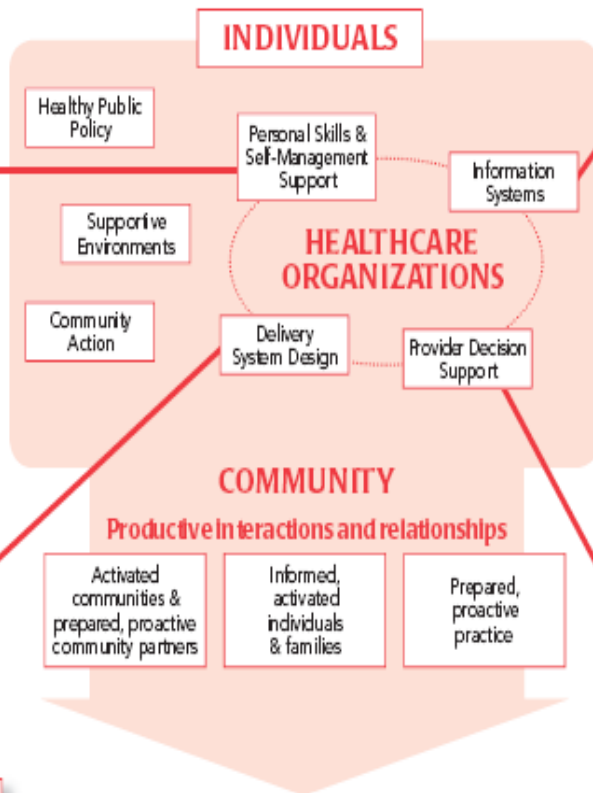 INDIVIDUALS
Healthy Public
Policy
Personal Skills &
Self-Management
Support
Information
Systems
Supportive
Environments
HEALTHCARE
ORGANIZATIONS
Community
Action
Delivery
System Design
Provider Decision
Support
COMMUNITY
Productive interactions and relationships
Activated
communities &
prepared, proactive
community partners
Informed,
activated
individuals
& families
Prepared,
proactive
practice